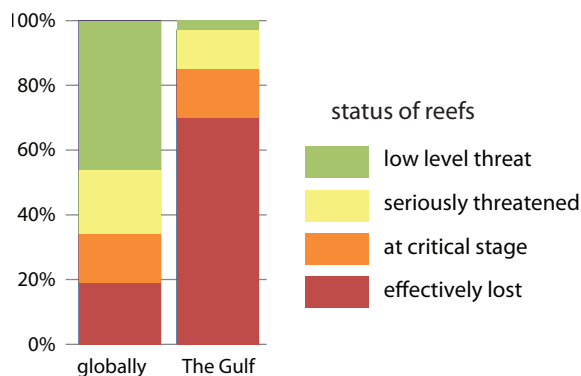 100%
80%
60%
40%
20%
0%
globally
The Gulf
status of reefs
low level threat
seriously threatened
at critical stage
effectively lost